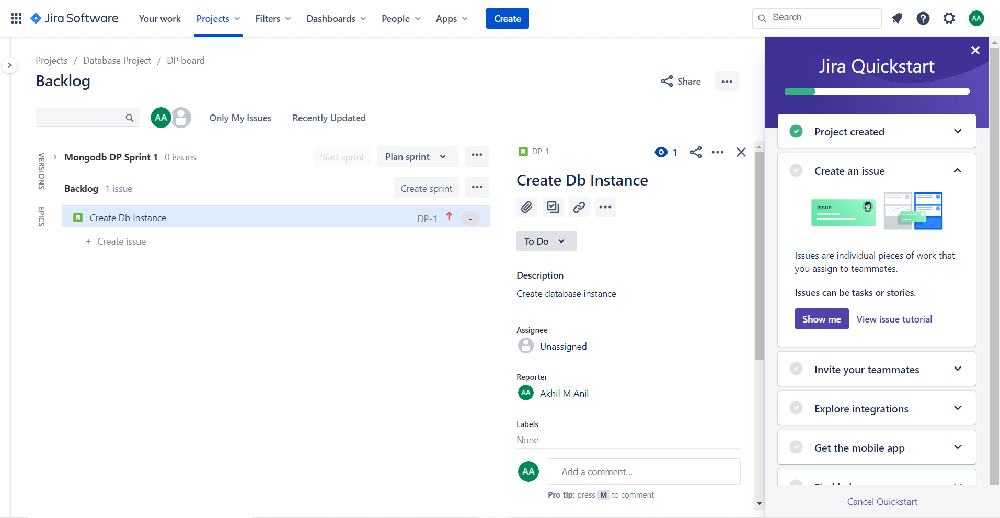 Jira Software Your work Projects Filters Dashboards People Apps Create Search AA
Projects / Database Project / DP board
Backlog
Share
AA Only My Issues Recently Updated
VERSIONS
EPICS
Mongodb DP Sprint 1 0 issues Start sprint Plan sprint
Backlog 1 issue Create sprint
Create Db Instance DP-1 -
+ Create issue
DP-1 1
Create Db Instance
To Do
Description
Create database instance
Assignee
Unassigned
Reporter
AA Akhil M Anil
Labels
None
AA Add a comment...
Pro tip: press M to comment
Jira Quickstart
Project created
Create an issue
Issue
Issues are individual pieces of work that
you assign to teammates.
Issues can be tasks or stories.
Show me View issue tutorial
Invite your teammates
Explore integrations
Get the mobile app
Cancel Quickstart